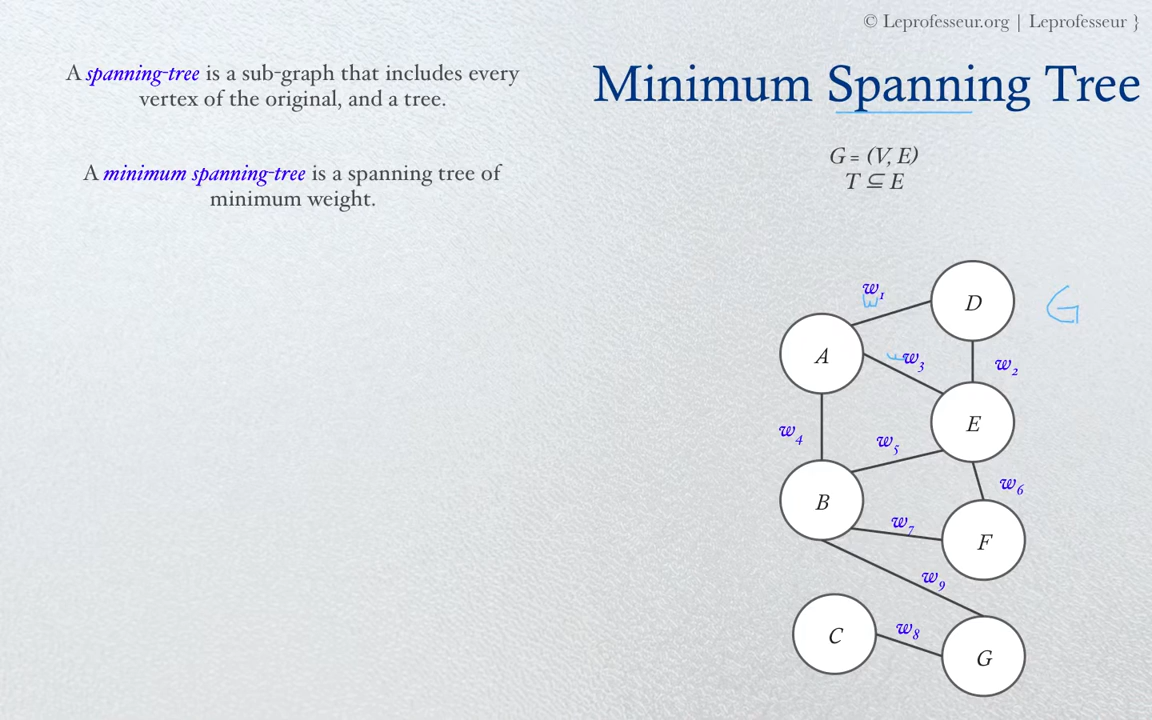 © Leprofesseur.org | Leprofesseur }
Minimum Spanning Tree
A spanning-tree is a sub-graph that includes every
vertex of the original, and a tree.
A minimum spanning-tree is a spanning tree of
minimum weight.
G = (V, E)
T ⊆ E
w₁
E
D
G
A
E
w₃
w₂
w₄
w₅
E
w₆
B
w₇
F
w₉
C
w₈
G